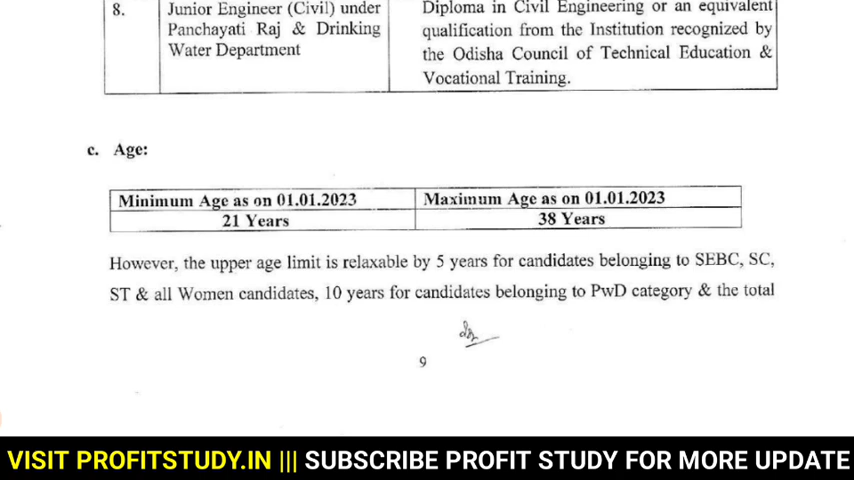 8.
Junior Engineer (Civil) under
Panchayati Raj & Drinking
Water Department
Diploma in Civil Engineering or an equivalent
qualification from the Institution recognized by
the Odisha Council of Technical Education &
Vocational Training.
c. Age:
Minimum Age as on 01.01.2023 Maximum Age as on 01.01.2023
21 Years 38 Years
However, the upper age limit is relaxable by 5 years for candidates belonging to SEBC, SC,
ST & all Women candidates, 10 years for candidates belonging to PwD category & the total
9
VISIT PROFITSTUDY.IN ||| SUBSCRIBE PROFIT STUDY FOR MORE UPDATE